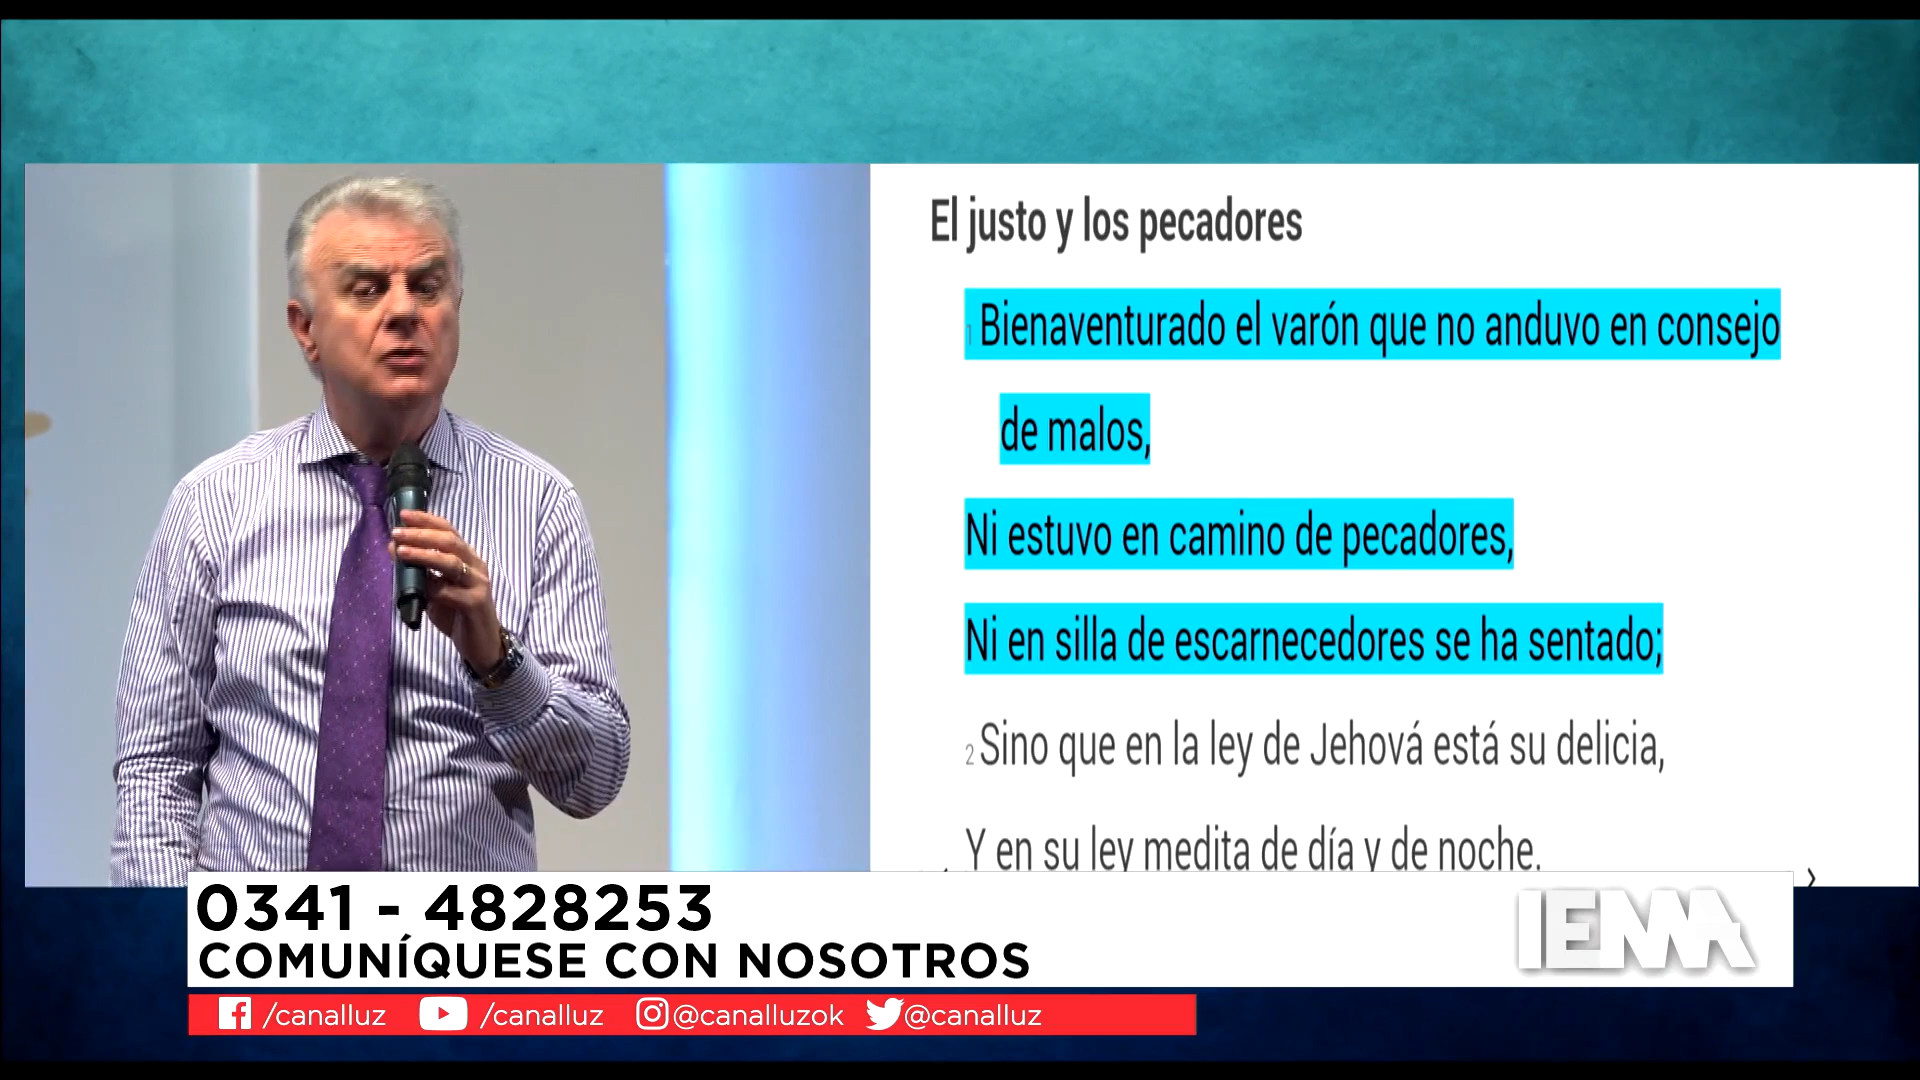 El justo y los pecadores
1 Bienaventurado el varón que no anduvo en consejo
de malos,
Ni estuvo en camino de pecadores,
Ni en silla de escarnecedores se ha sentado;
2 Sino que en la ley de Jehová está su delicia,
Y en su ley medita de día y de noche.
0341 - 4828253
COMUNÍQUESE CON NOSOTROS
IEMA
/canalluz /canalluz @canalluzok @canalluz